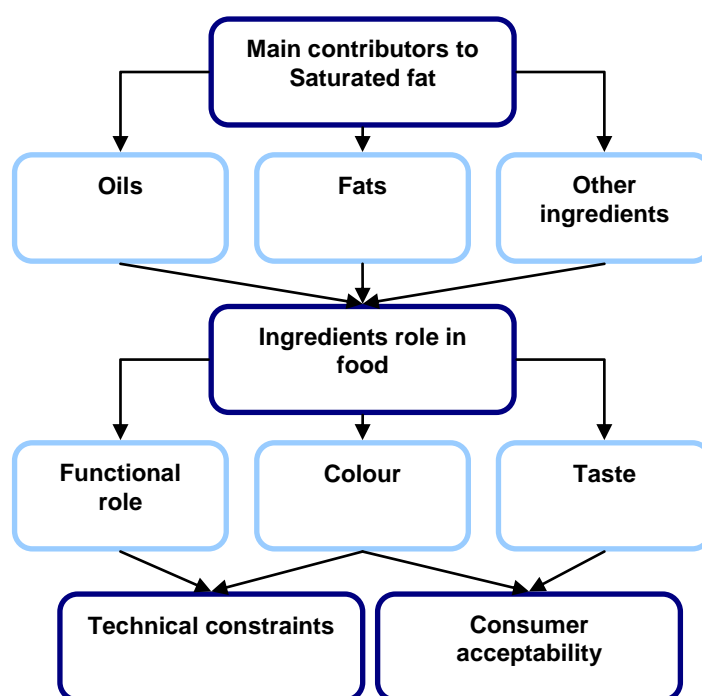 Main contributors to
Saturated fat
Oils
Fats
Other
ingredients
Ingredients role in
food
Functional
role
Colour
Taste
Technical constraints
Consumer
acceptability